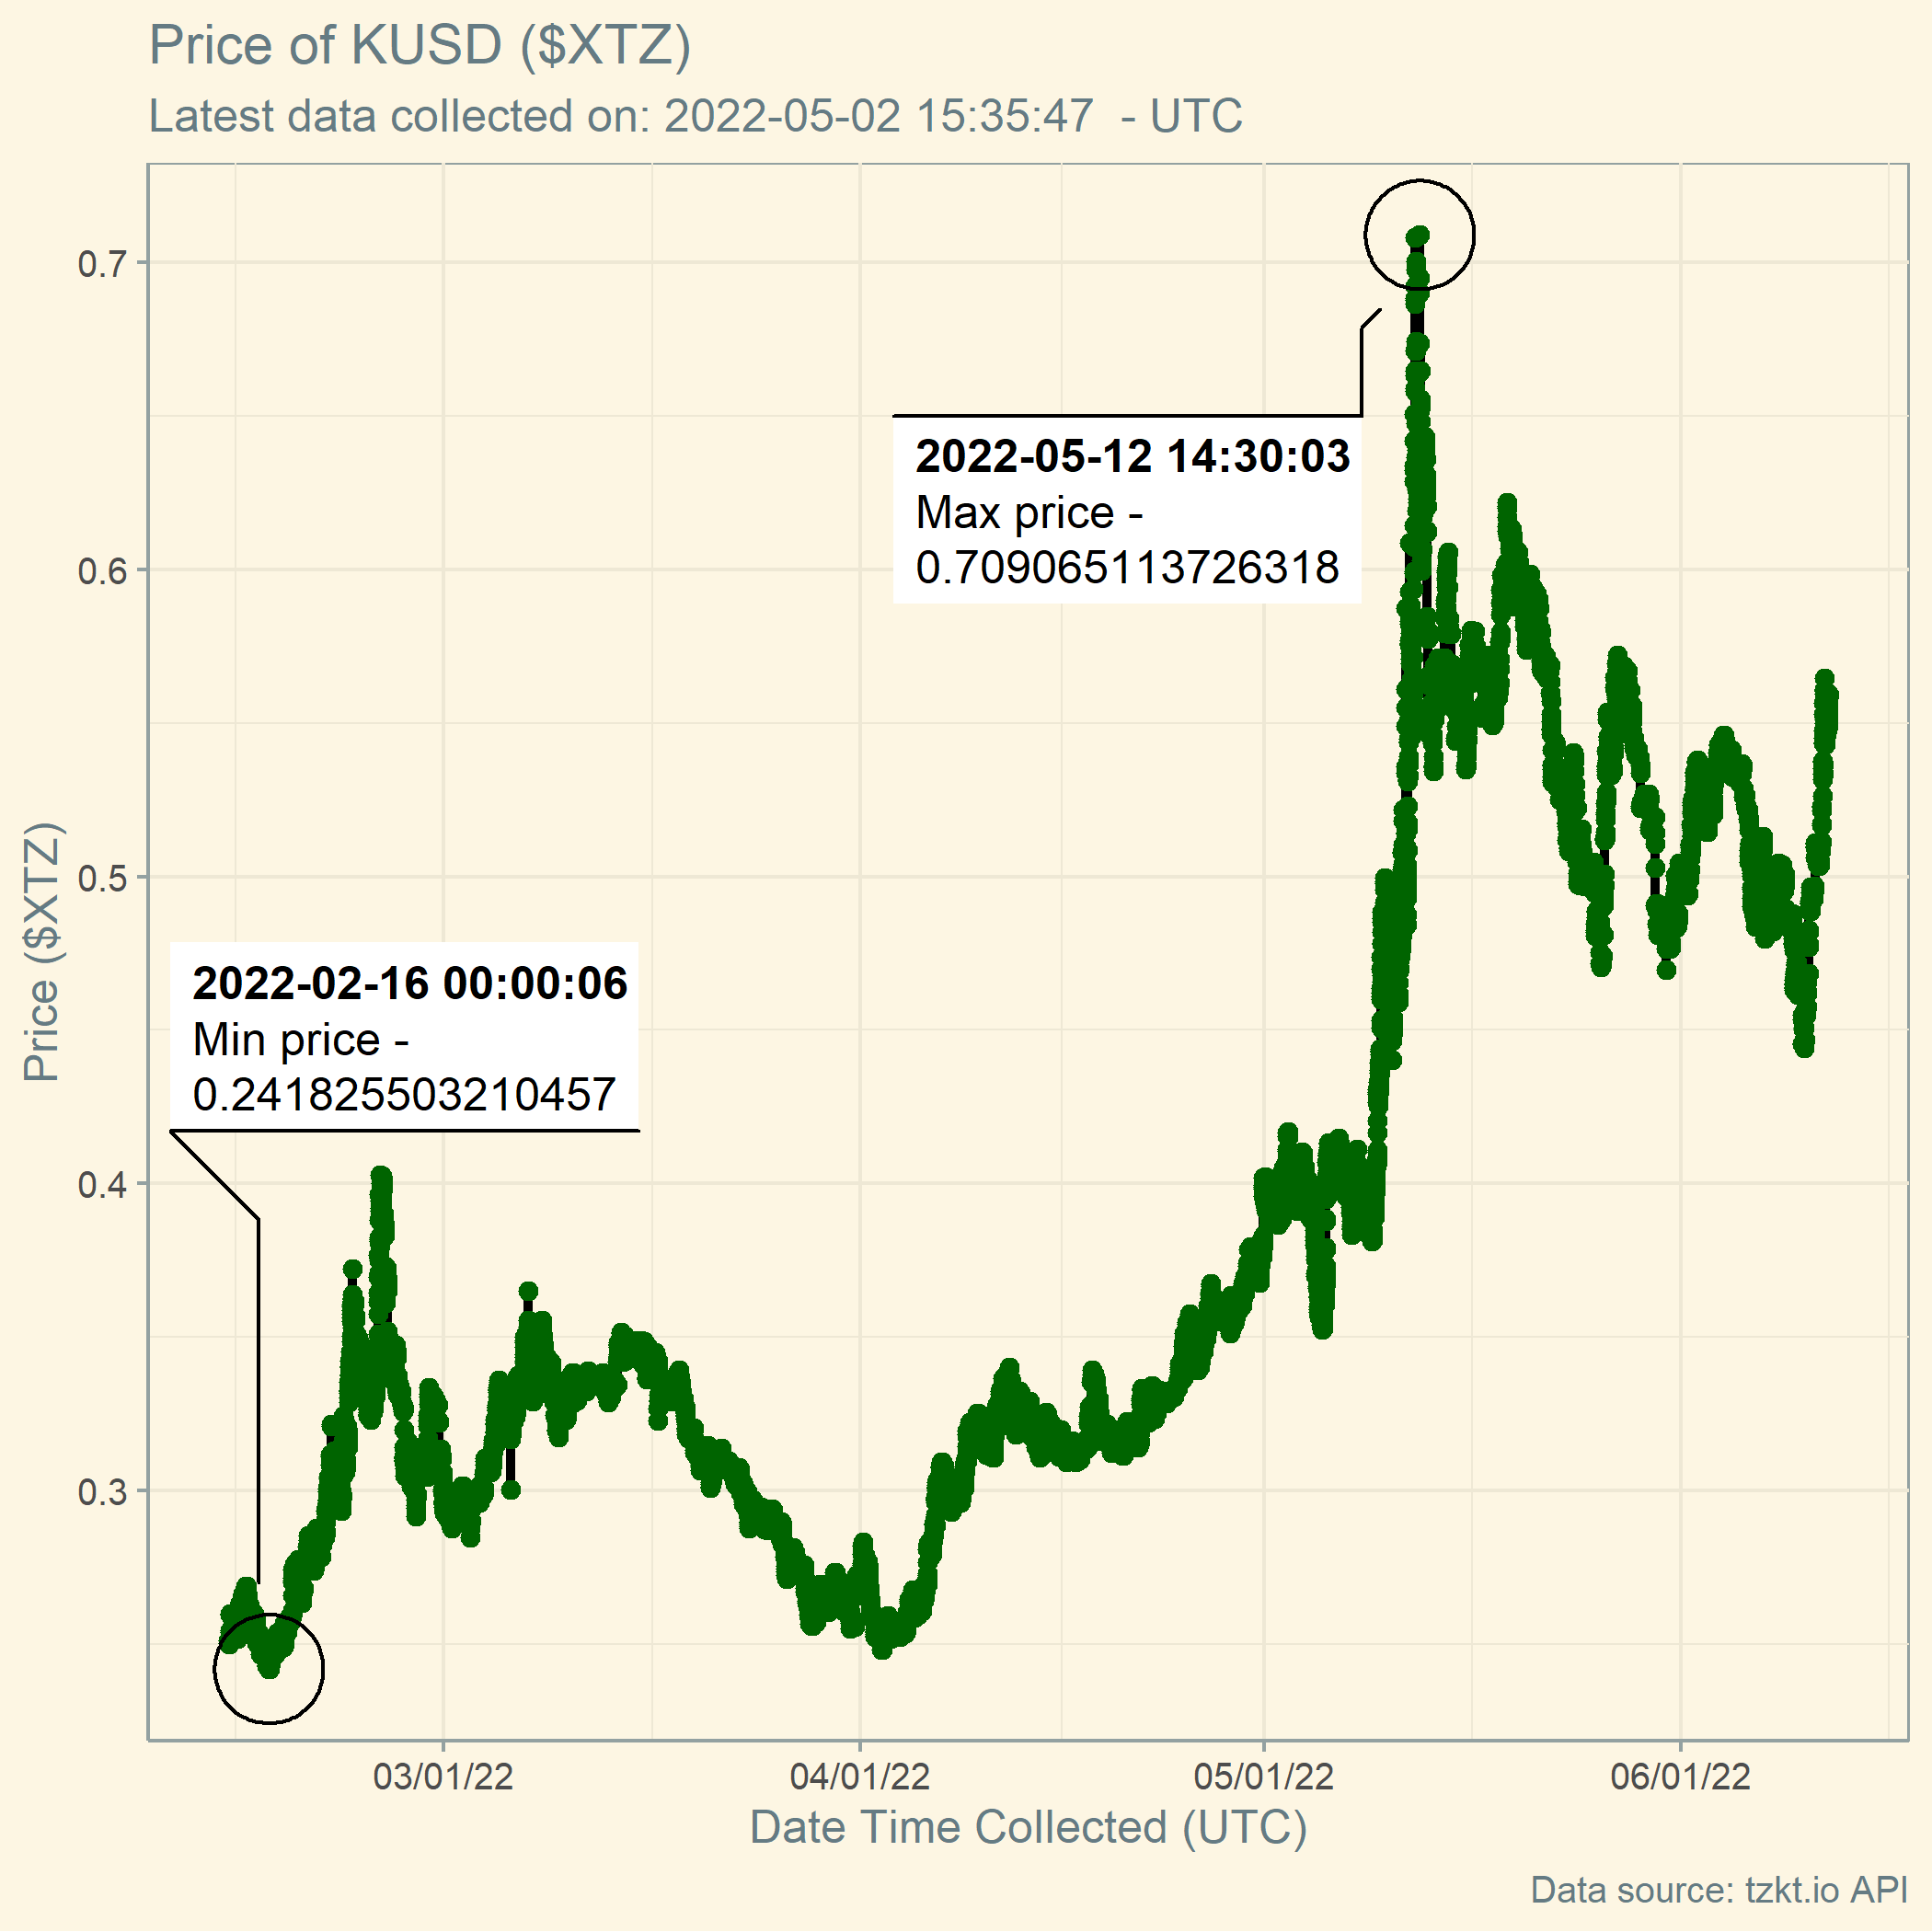 Price of KUSD ($XTZ)
Latest data collected on: 2022-05-02 15:35:47  - UTC
0.7
0.6
0.5
0.4
0.3
Price ($XTZ)
2022-05-12 14:30:03
Max price -
0.709065113726318
2022-02-16 00:00:06
Min price -
0.241825503210457
03/01/22
04/01/22
05/01/22
06/01/22
Date Time Collected (UTC)
Data source: tzkt.io API